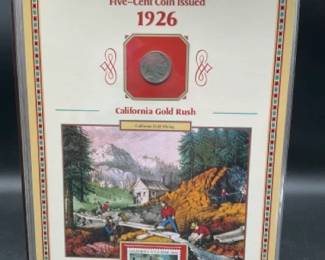 Five-Cent Coin Issued
1926
California Gold Rush
California Gold Mining